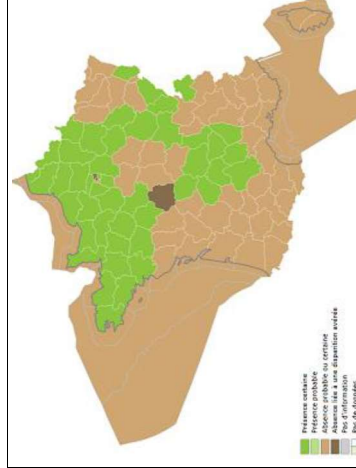 Présence certaine
Présence probable
Absence probable ou certaine
Absence liée à une disparition avérée
Pas d'information
Pas de données